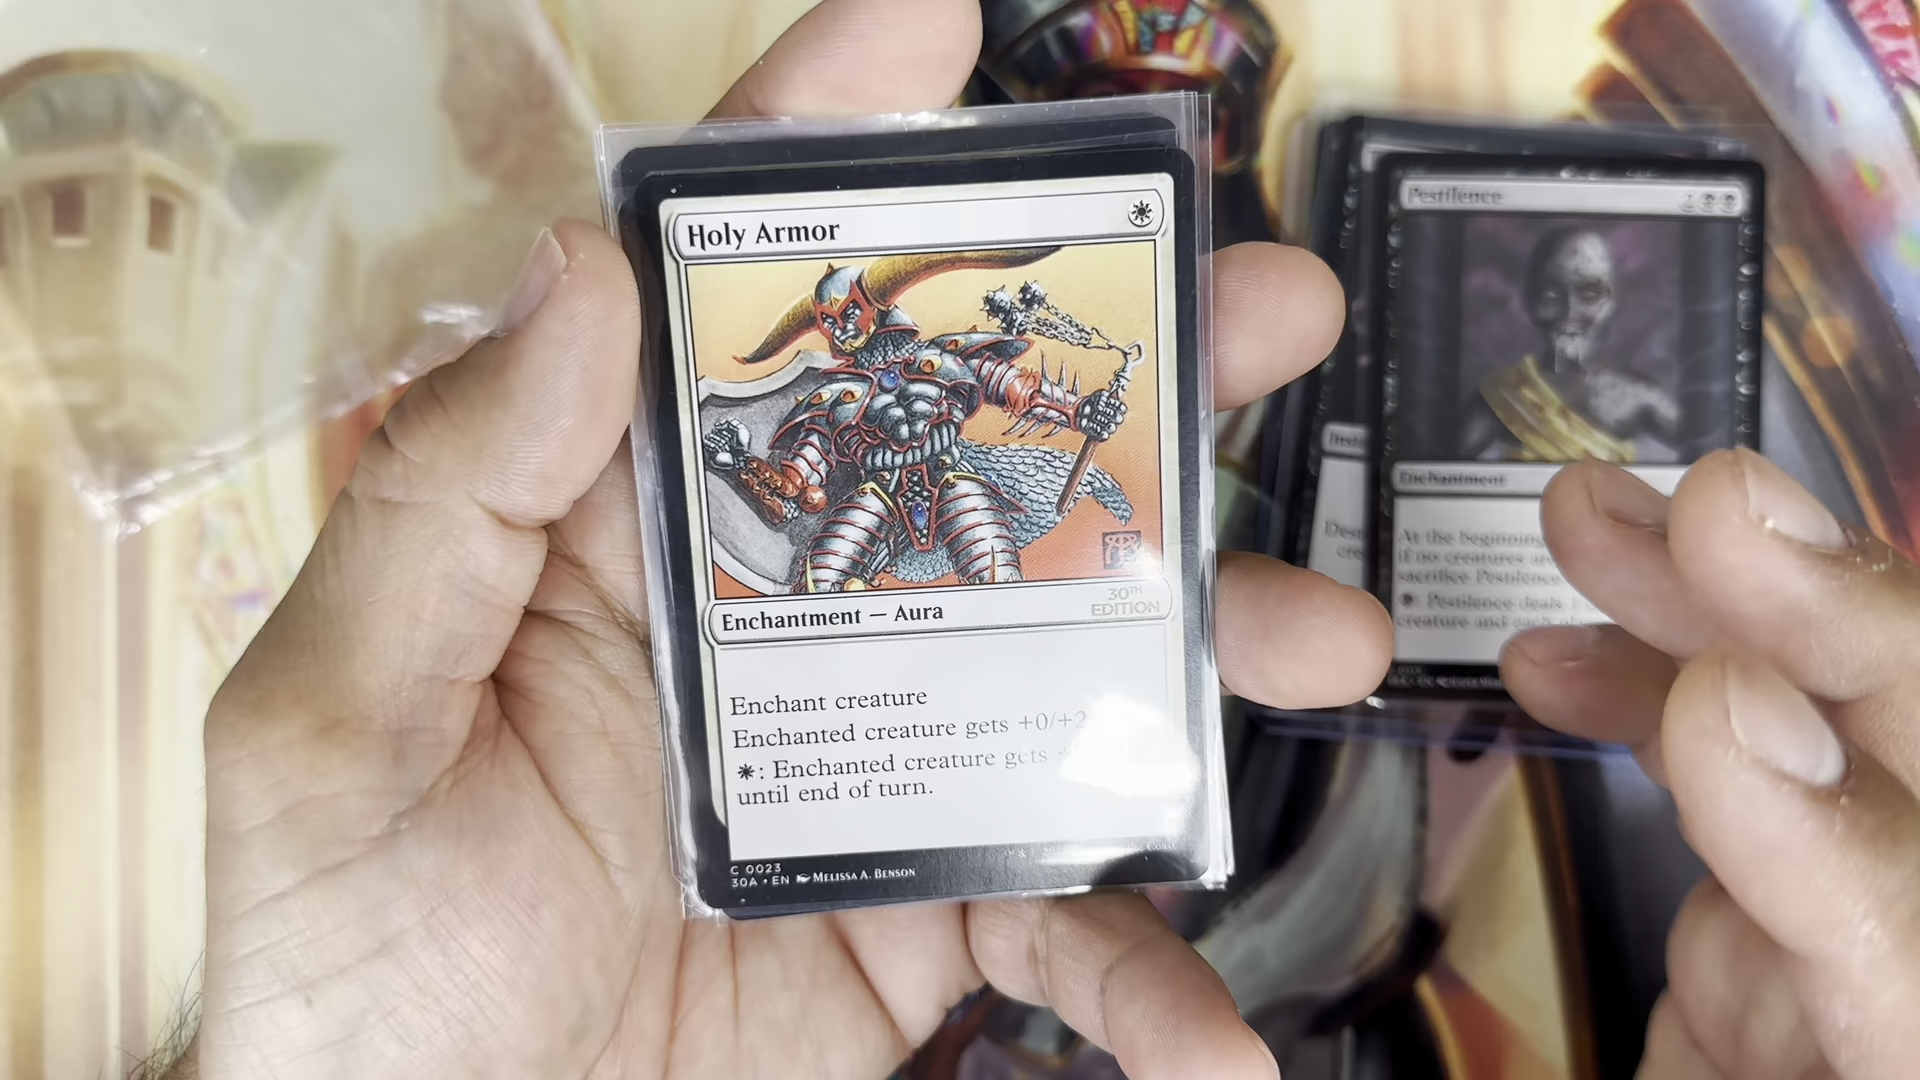 Holy Armor
Enchantment — Aura
30TH
EDITION
Enchant creature
Enchanted creature gets +0/+2
: Enchanted creature gets
until end of turn.
C 0023
30A • EN MELISSA A. BENSON
Pestilence
Enchantment
At the beginning
if no creatures are
sacrifice Pestilence
: Pestilence deals 1
creature and each